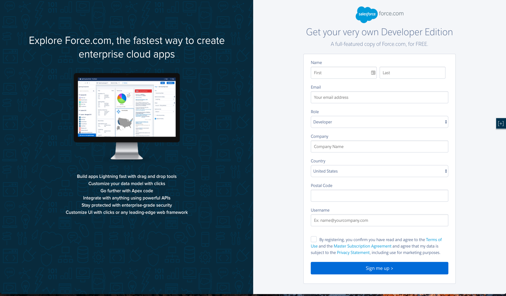 Explore Force.com, the fastest way to create
enterprise cloud apps
Build apps Lightning fast with drag and drop tools
Customize your data model with clicks
Go further with Apex code
Integrate with anything using powerful APIs
Stay protected with enterprise-grade security
Customize UI with clicks or any leading-edge web framework
salesforce force.com
Get your very own Developer Edition
A full-featured copy of Force.com, for FREE
Name
First Last
Email
Your email address
Role
Developer
Company
Company Name
Country
United States
Postal Code
Username
Ex. name@yourcompany.com
By registering, you confirm you have read and agree to the Terms of
Use and the Master Subscription Agreement and agree that my data is
subject to the Privacy Statement, including use for marketing purposes
Sign me up >
[+]